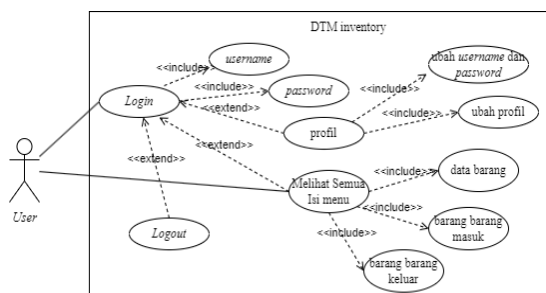 DTM inventory
username
<<include>>
ubah username dan
password
Login
<<include>>
password
<<include>>
<<extend>>
profil
<<include>>
ubah profil
<<extend>>
<<extend>>
User
Melihat Semua
Isi menu
<<include>>
data barang
Logout
<<include>>
barang barang
masuk
<<include>>
barang barang
keluar